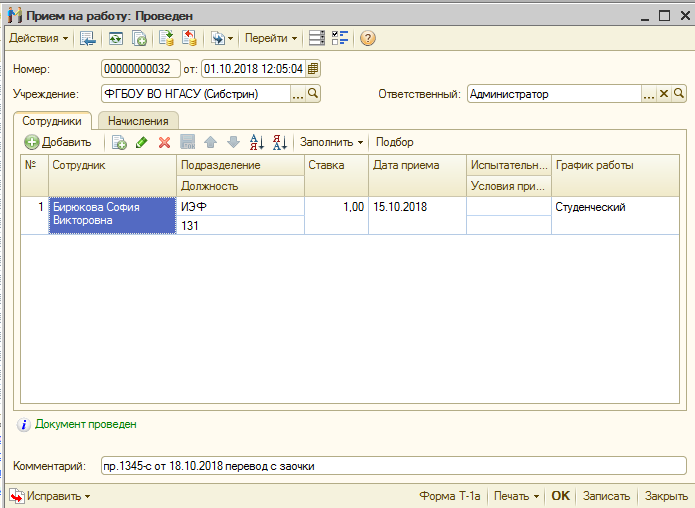 Прием на работу: Проведен
Действия Перейти
Номер: 00000000032 от: 01.10.2018 12:05:04
Учреждение: ФГБОУ ВО НГАСУ (Сибстрин) ... Ответственный: Администратор ...
Сотрудники Начисления
Добавить Заполнить Подбор
№ Сотрудник Подразделение Ставка Дата приема Испытательн... График работы
Должность Условия при...
1 Бирюкова София ИЭФ 1,00 15.10.2018 Студенческий
Викторовна 131
Документ проведен
Комментарий: пр.1345-с от 18.10.2018 перевод с заочки
Исправить Форма Т-1а Печать OK Записать Закрыть